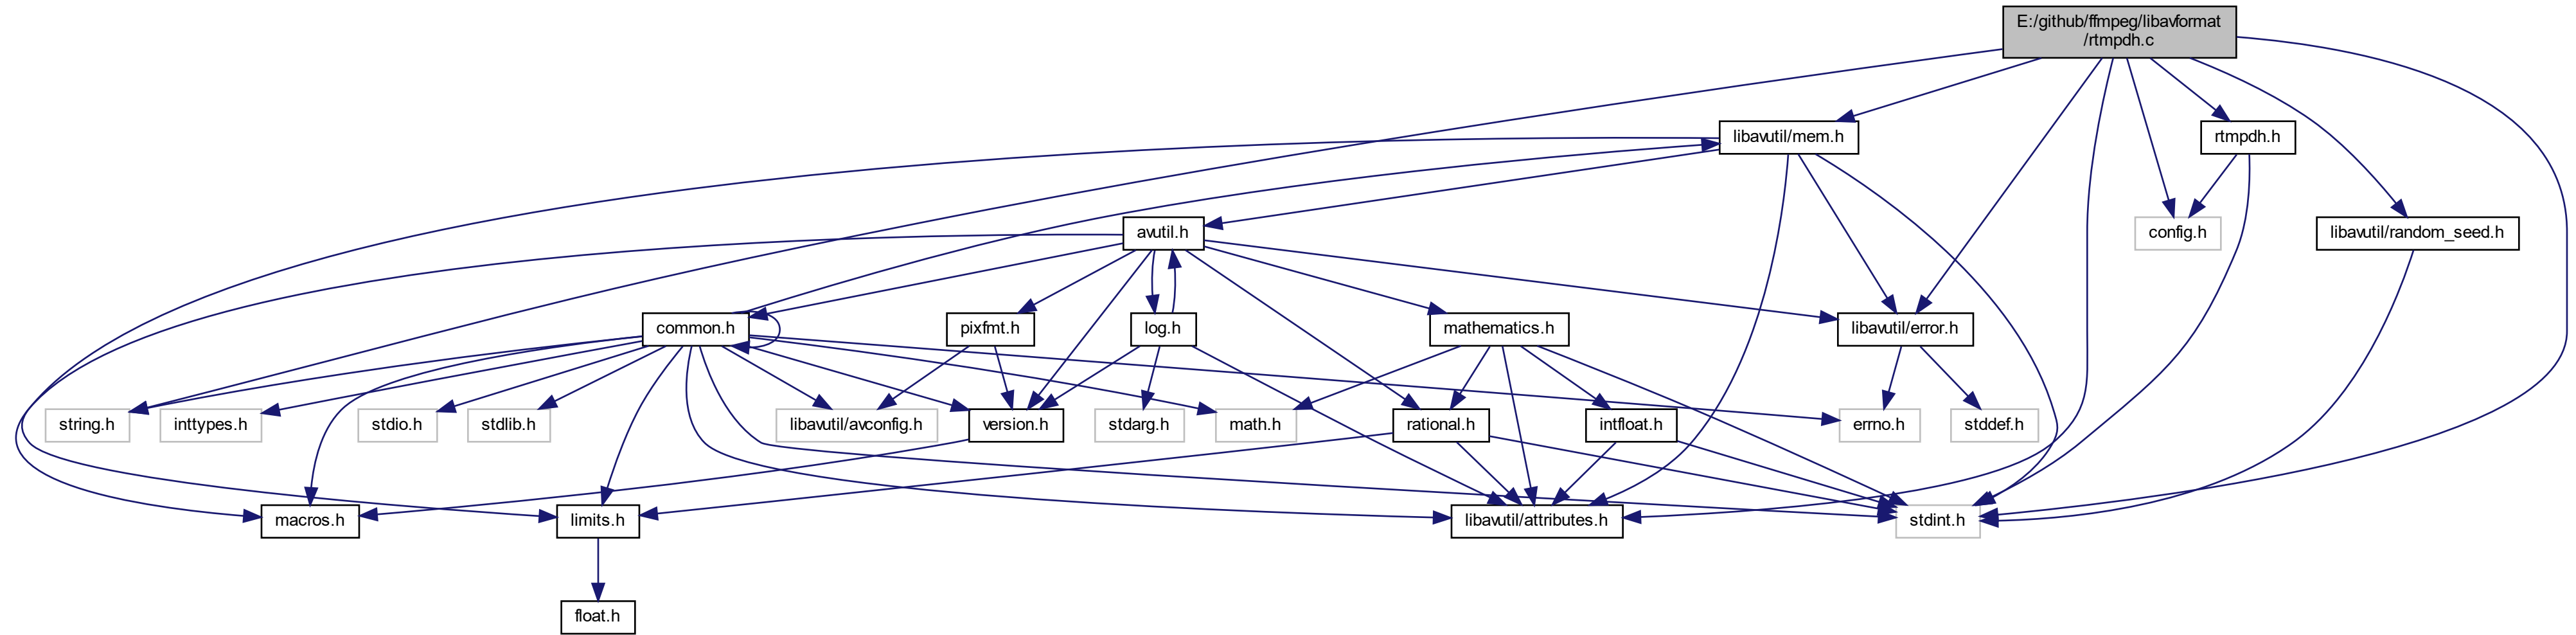 E:/github/ffmpeg/libavformat
/rtmpdh.c
libavutil/mem.h
rtmpdh.h
avutil.h
config.h
libavutil/random_seed.h
common.h
pixfmt.h
log.h
mathematics.h
libavutil/error.h
string.h
inttypes.h
stdio.h
stdlib.h
libavutil/avconfig.h
version.h
stdarg.h
math.h
rational.h
intfloat.h
errno.h
stddef.h
macros.h
limits.h
libavutil/attributes.h
stdint.h
float.h